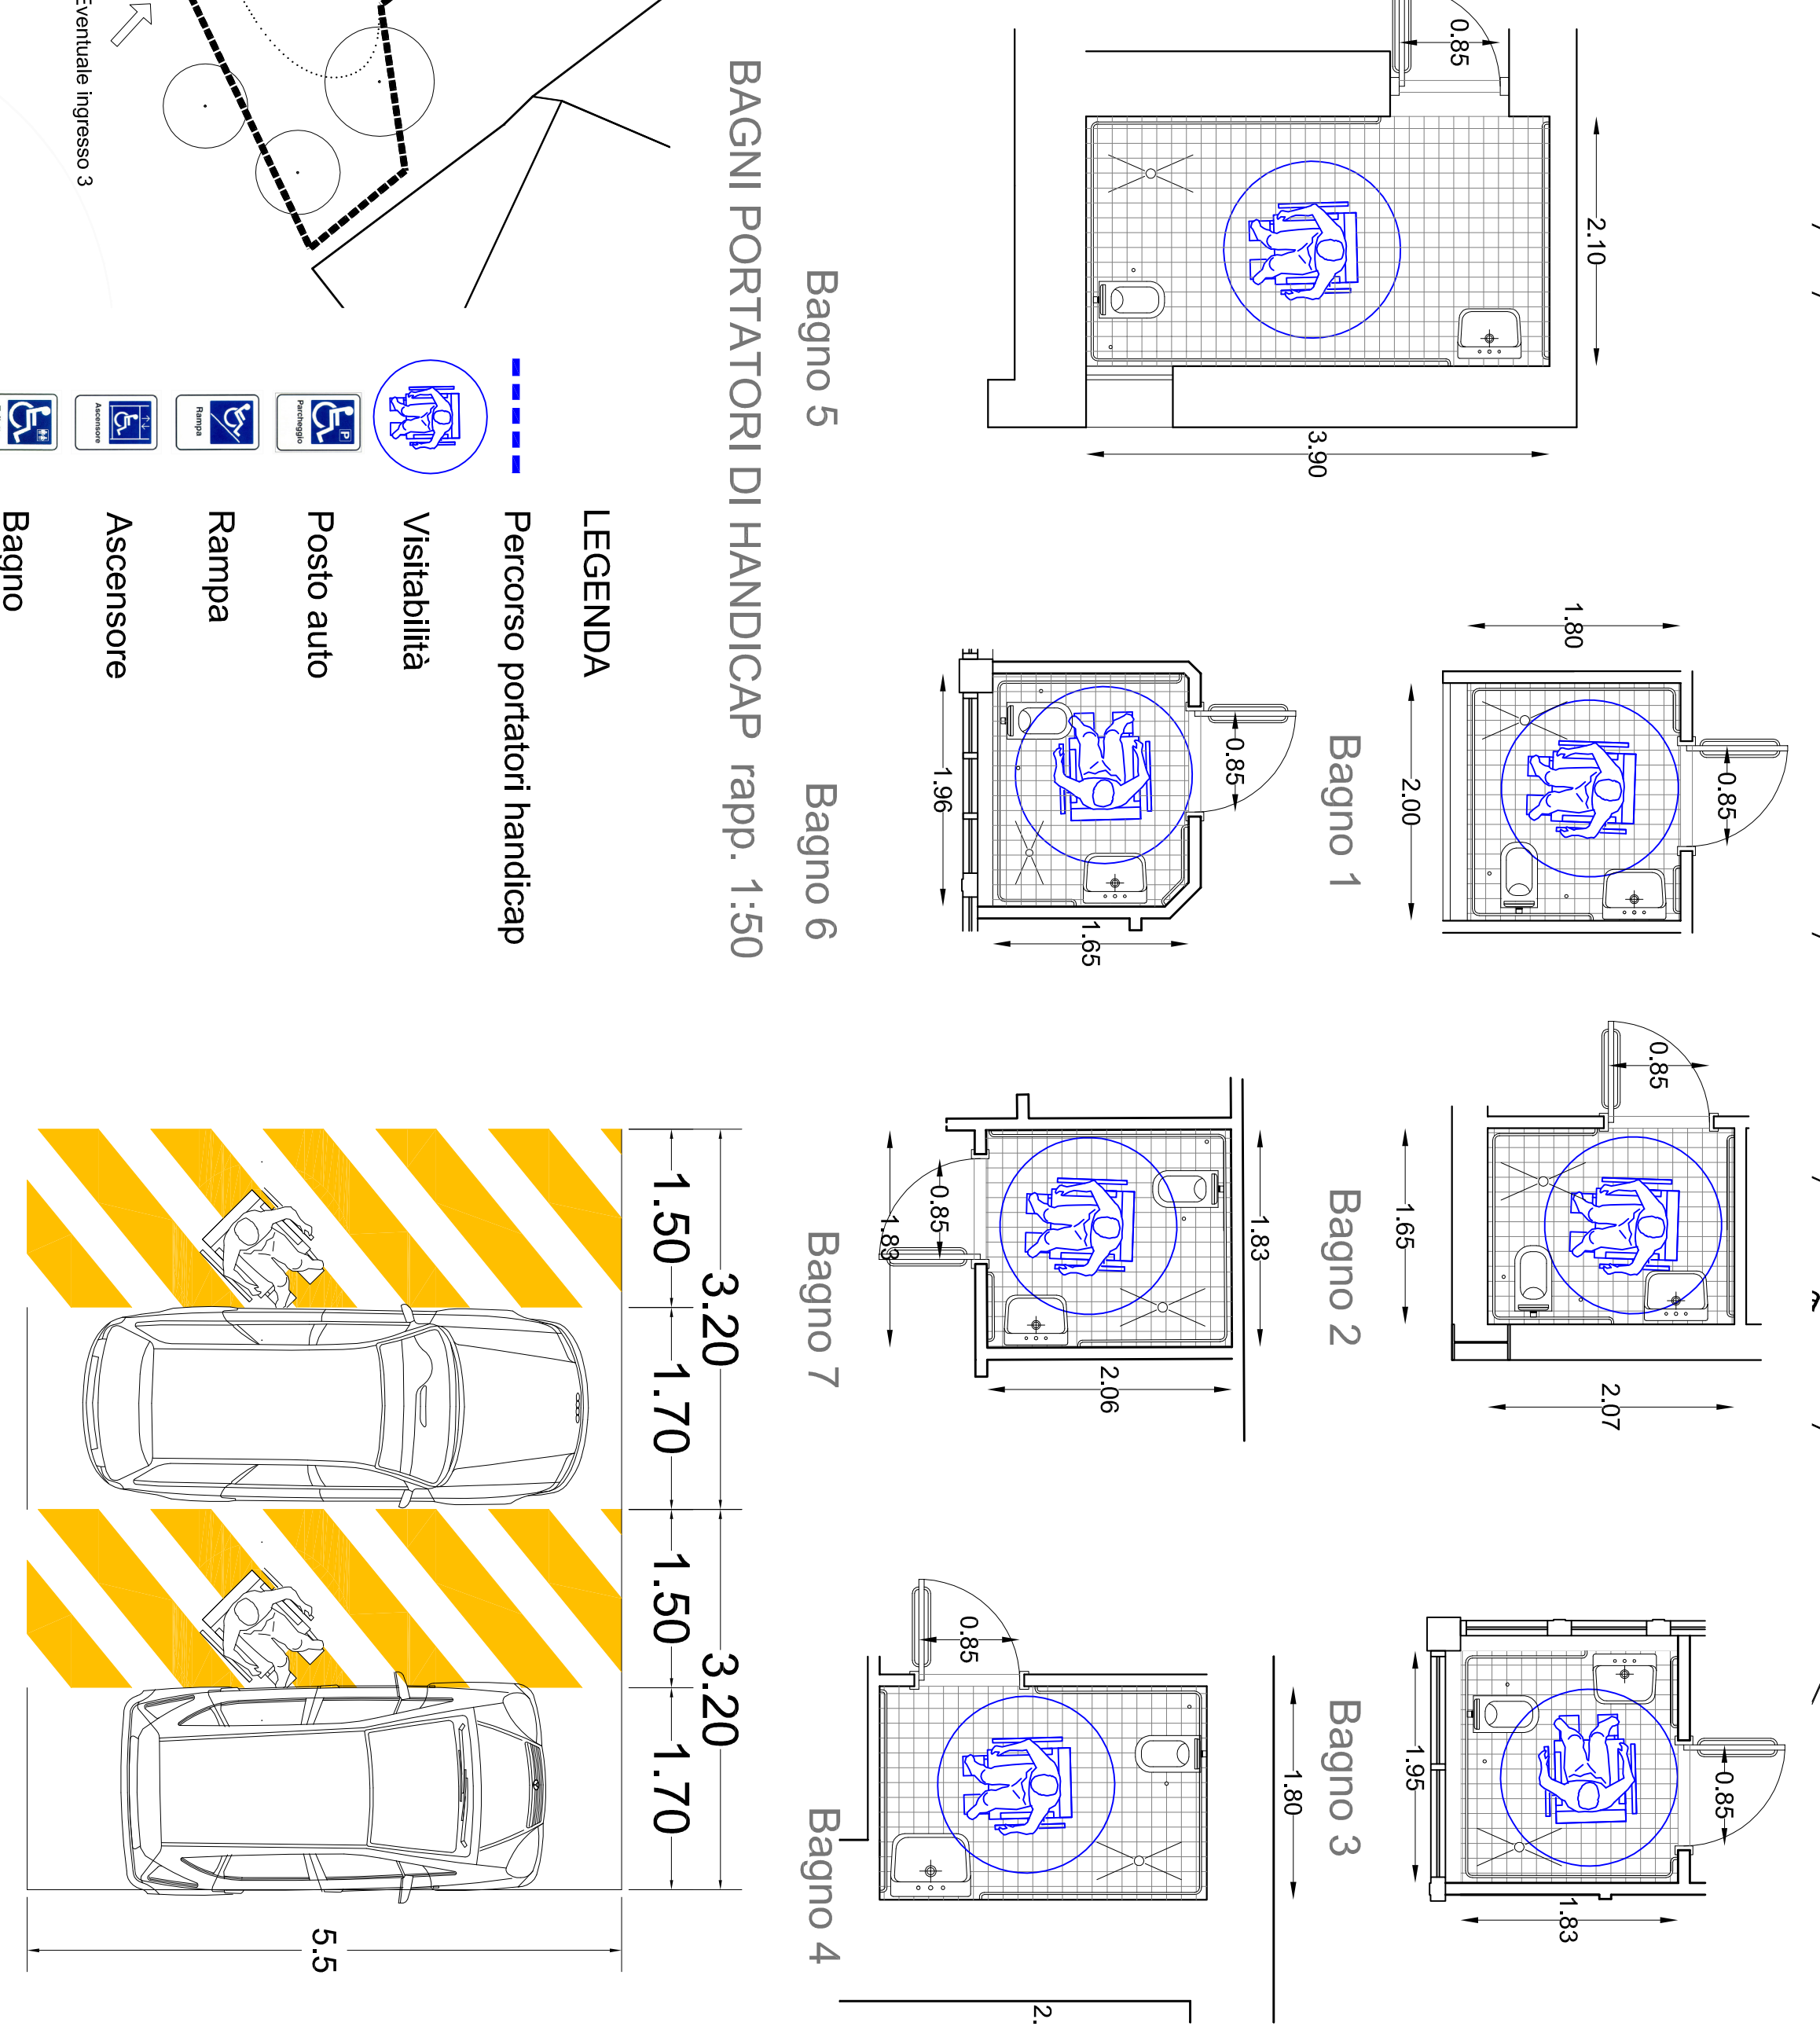 0.85
2.10
3.90
Bagno 5
1.80
0.85
2.00
Bagno 1
0.85
1.65
2.07
Bagno 2
0.85
1.95
1.83
Bagno 3
0.85
1.96
1.65
Bagno 6
1.83
0.85
1.83
2.06
Bagno 7
0.85
1.80
2.
Bagno 4
BAGNI PORTATORI DI HANDICAP rapp. 1:50
LEGENDA
Percorso portatori handicap
Visitabilità
P
Parcheggio
Posto auto
Rampa
Rampa
Ascensore
Ascensore
Bagno
Eventuale ingresso 3
3.20
3.20
1.50
1.70
1.50
1.70
5.5